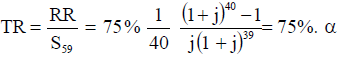 TR = RR / S₅₉ = 75% 1/40 (1+j)⁴⁰ −1 / j(1+j)³⁹ = 75%. α